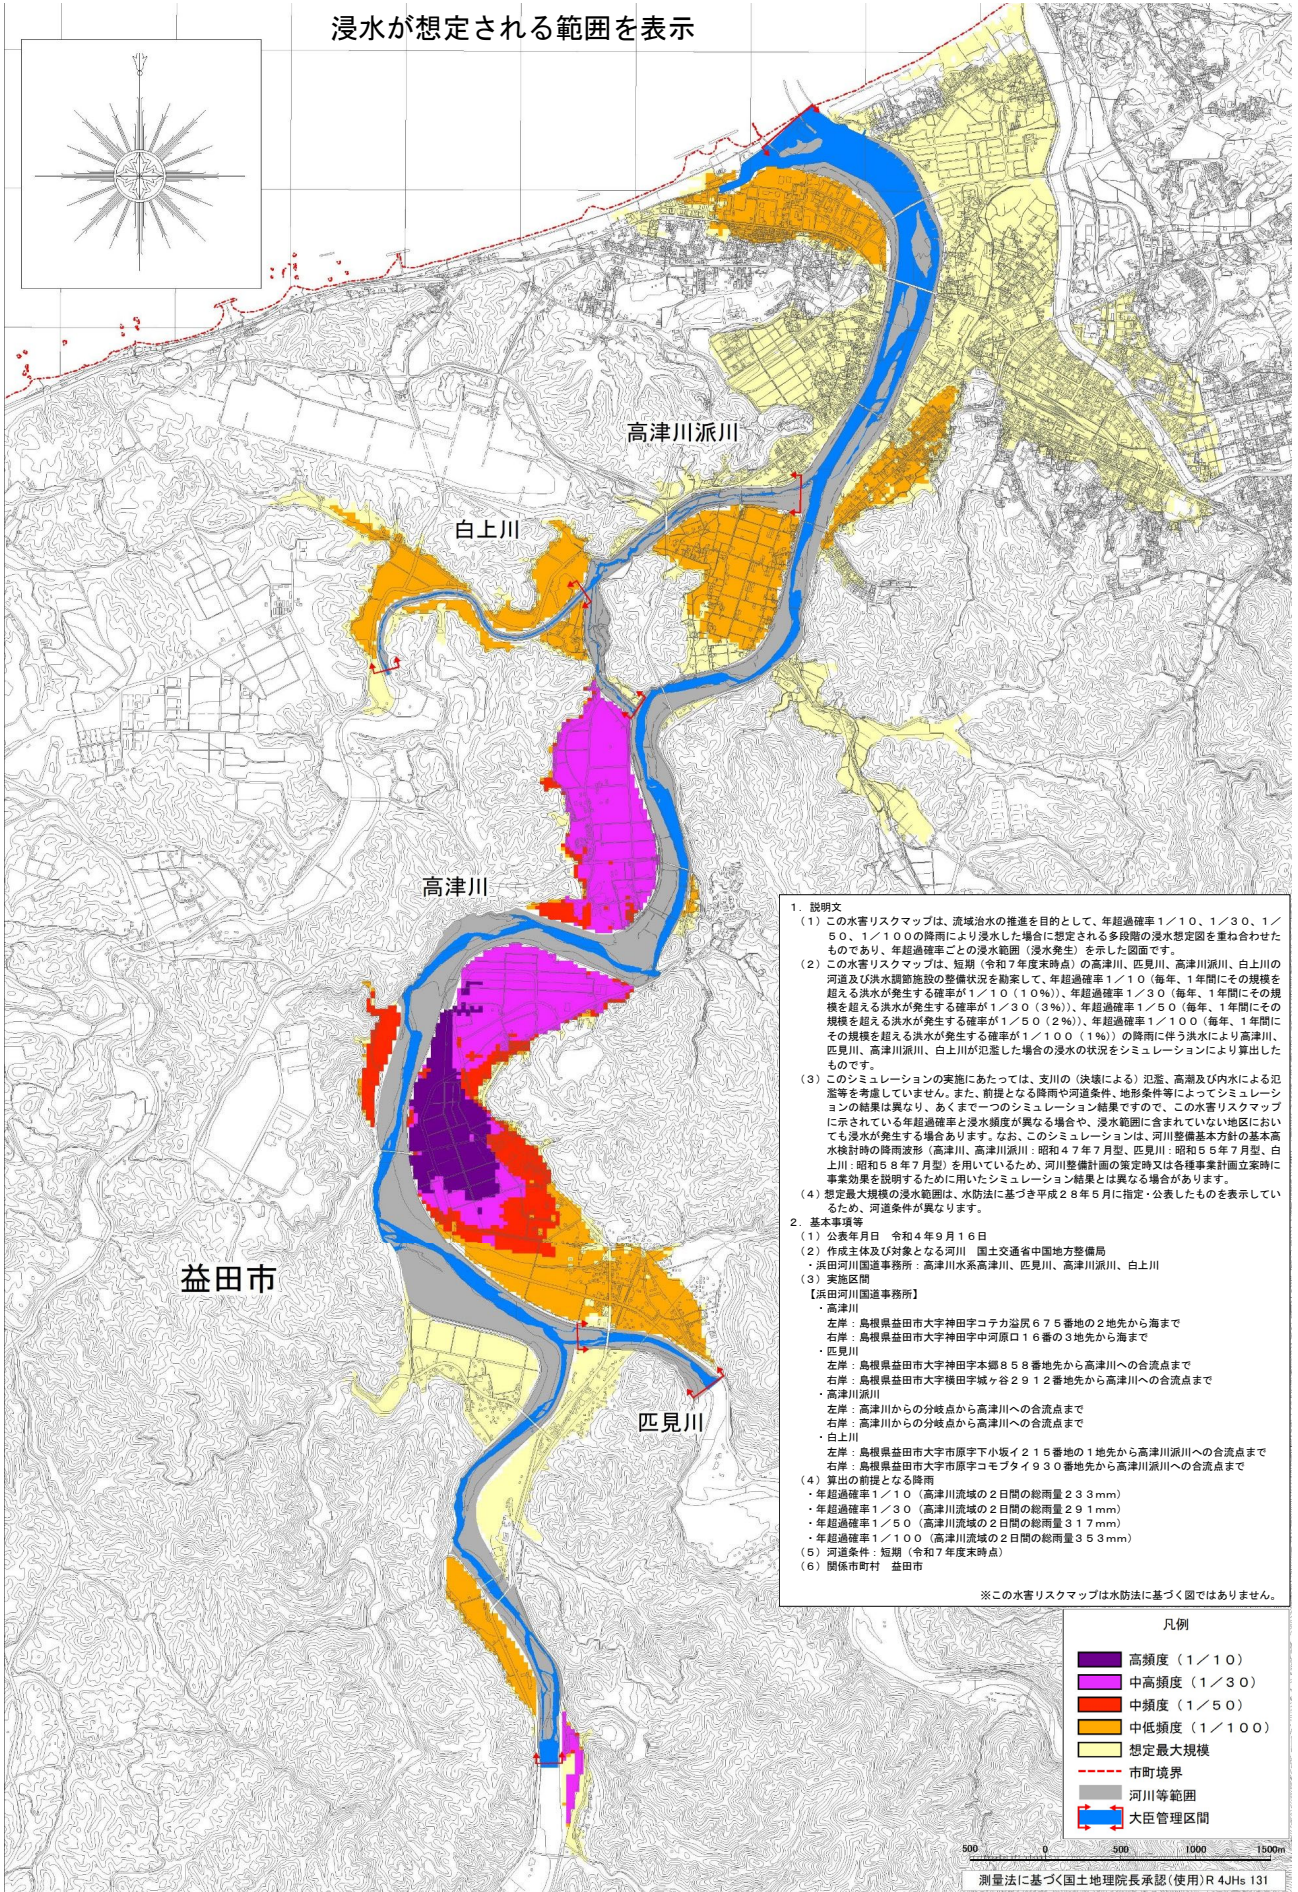 浸水が想定される範囲を表示
高津川派川
白上川
高津川
益田市
匹見川
1．説明文
（1）この水害リスクマップは、流域治水の推進を目的として、年超過確率１／１０、１／３０、１／
５０、１／１００の降雨により浸水した場合に想定される多段階の浸水想定図を重ね合わせた
ものであり、年超過確率ごとの浸水範囲（浸水発生）を示した図面です。
（2）この水害リスクマップは、短期（令和７年度末時点）の高津川、匹見川、高津川派川、白上川の
河道及び洪水調節施設の整備状況を勘案して、年超過確率１／１０（毎年、１年間にその規模を
超える洪水が発生する確率が１／１０（１０％））、年超過確率１／３０（毎年、１年間にその規
模を超える洪水が発生する確率が１／３０（３％））、年超過確率１／５０（毎年、１年間にその
規模を超える洪水が発生する確率が１／５０（２％））、年超過確率１／１００（毎年、１年間に
その規模を超える洪水が発生する確率が１／１００（１％））の降雨に伴う洪水により高津川、
匹見川、高津川派川、白上川が氾濫した場合の浸水の状況をシミュレーションにより算出した
ものです。
（3）このシミュレーションの実施にあたっては、支川の（決壊による）氾濫、高潮及び内水による氾
濫等を考慮していません。また、前提となる降雨や河道条件、地形条件等によってシミュレーシ
ョンの結果は異なり、あくまで一つのシミュレーション結果ですので、この水害リスクマップ
に示されている年超過確率と浸水頻度が異なる場合や、浸水範囲に含まれていない地区におい
ても浸水が発生する場合あります。なお、このシミュレーションは、河川整備基本方針の基本高
水検討時の降雨波形（高津川、高津川派川：昭和４７年７月型、匹見川：昭和５５年７月型、白
上川：昭和５８年７月型）を用いているため、河川整備計画の策定時又は各種事業計画立案時に
事業効果を説明するために用いたシミュレーション結果とは異なる場合があります。
（4）想定最大規模の浸水範囲は、水防法に基づき平成２８年５月に指定・公表したものを表示してい
るため、河道条件が異なります。
2．基本事項等
（1）公表年月日　令和４年９月１６日
（2）作成主体及び対象となる河川　国土交通省中国地方整備局
・浜田河川国道事務所：高津川水系高津川、匹見川、高津川派川、白上川
（3）実施区間
【浜田河川国道事務所】
・高津川
左岸：島根県益田市大字神田字コテカ溢尻６７５番地の２地先から海まで
右岸：島根県益田市大字神田字中河原口１６番の３地先から海まで
・匹見川
左岸：島根県益田市大字神田字本郷８５８番地先から高津川への合流点まで
右岸：島根県益田市大字横田字城ヶ谷２９１２番地先から高津川への合流点まで
・高津川派川
左岸：高津川からの分岐点から高津川への合流点まで
右岸：高津川からの分岐点から高津川への合流点まで
・白上川
左岸：島根県益田市大字市原字下小坂イ２１５番地の１地先から高津川派川への合流点まで
右岸：島根県益田市大字市原字コモブタイ９３０番地先から高津川派川への合流点まで
（4）算出の前提となる降雨
・年超過確率１／１０（高津川流域の２日間の総雨量２３３mm）
・年超過確率１／３０（高津川流域の２日間の総雨量２９１mm）
・年超過確率１／５０（高津川流域の２日間の総雨量３１７mm）
・年超過確率１／１００（高津川流域の２日間の総雨量３５３mm）
（5）河道条件：短期（令和７年度末時点）
（6）関係市町村　益田市
※この水害リスクマップは水防法に基づく図ではありません。
凡例
高頻度（１／１０）
中高頻度（１／３０）
中頻度（１／５０）
中低頻度（１／１００）
想定最大規模
市町境界
河川等範囲
大臣管理区間
500 0 500 1000 1500m
測量法に基づく国土地理院長承認（使用）R 4JHs 131